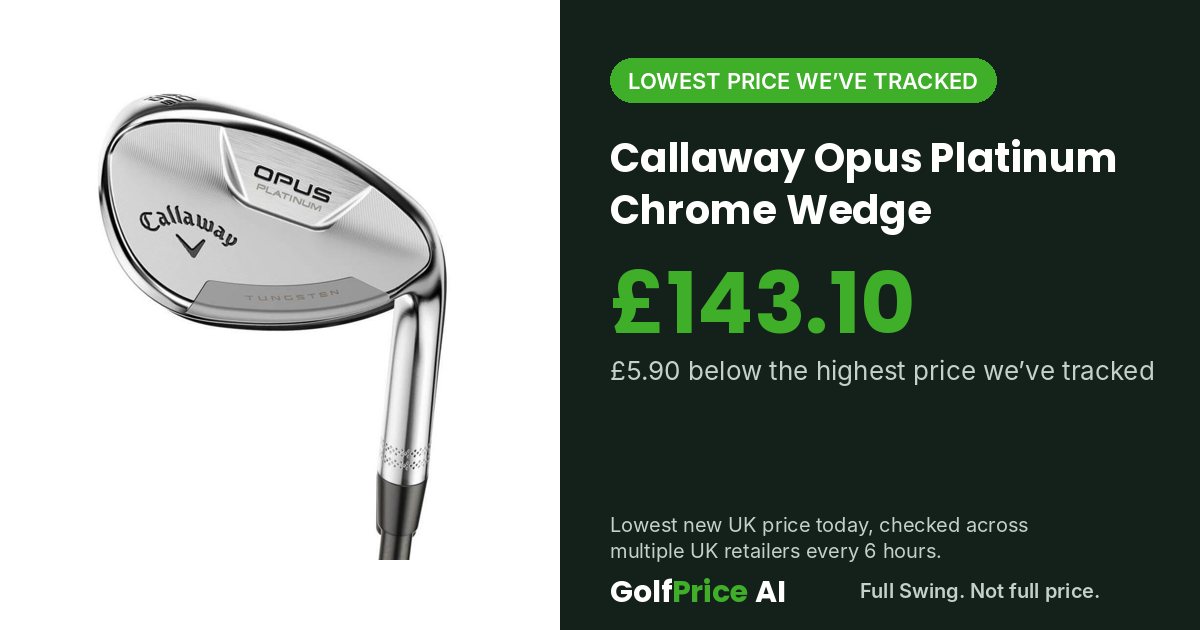 OPUS
PLATINUM
Callaway
TUNGSTEN
LOWEST PRICE WE’VE TRACKED
Callaway Opus Platinum
Chrome Wedge
£143.10
£5.90 below the highest price we’ve tracked
Lowest new UK price today, checked across
multiple UK retailers every 6 hours.
GolfPrice AI
Full Swing. Not full price.